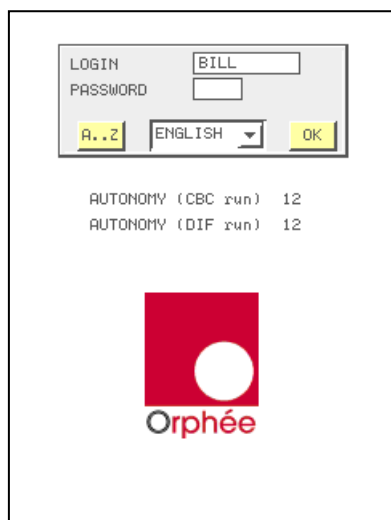 LOGIN BILL
PASSWORD
A..Z ENGLISH OK
AUTONOMY (CBC run) 12
AUTONOMY (DIF run) 12
Orphée